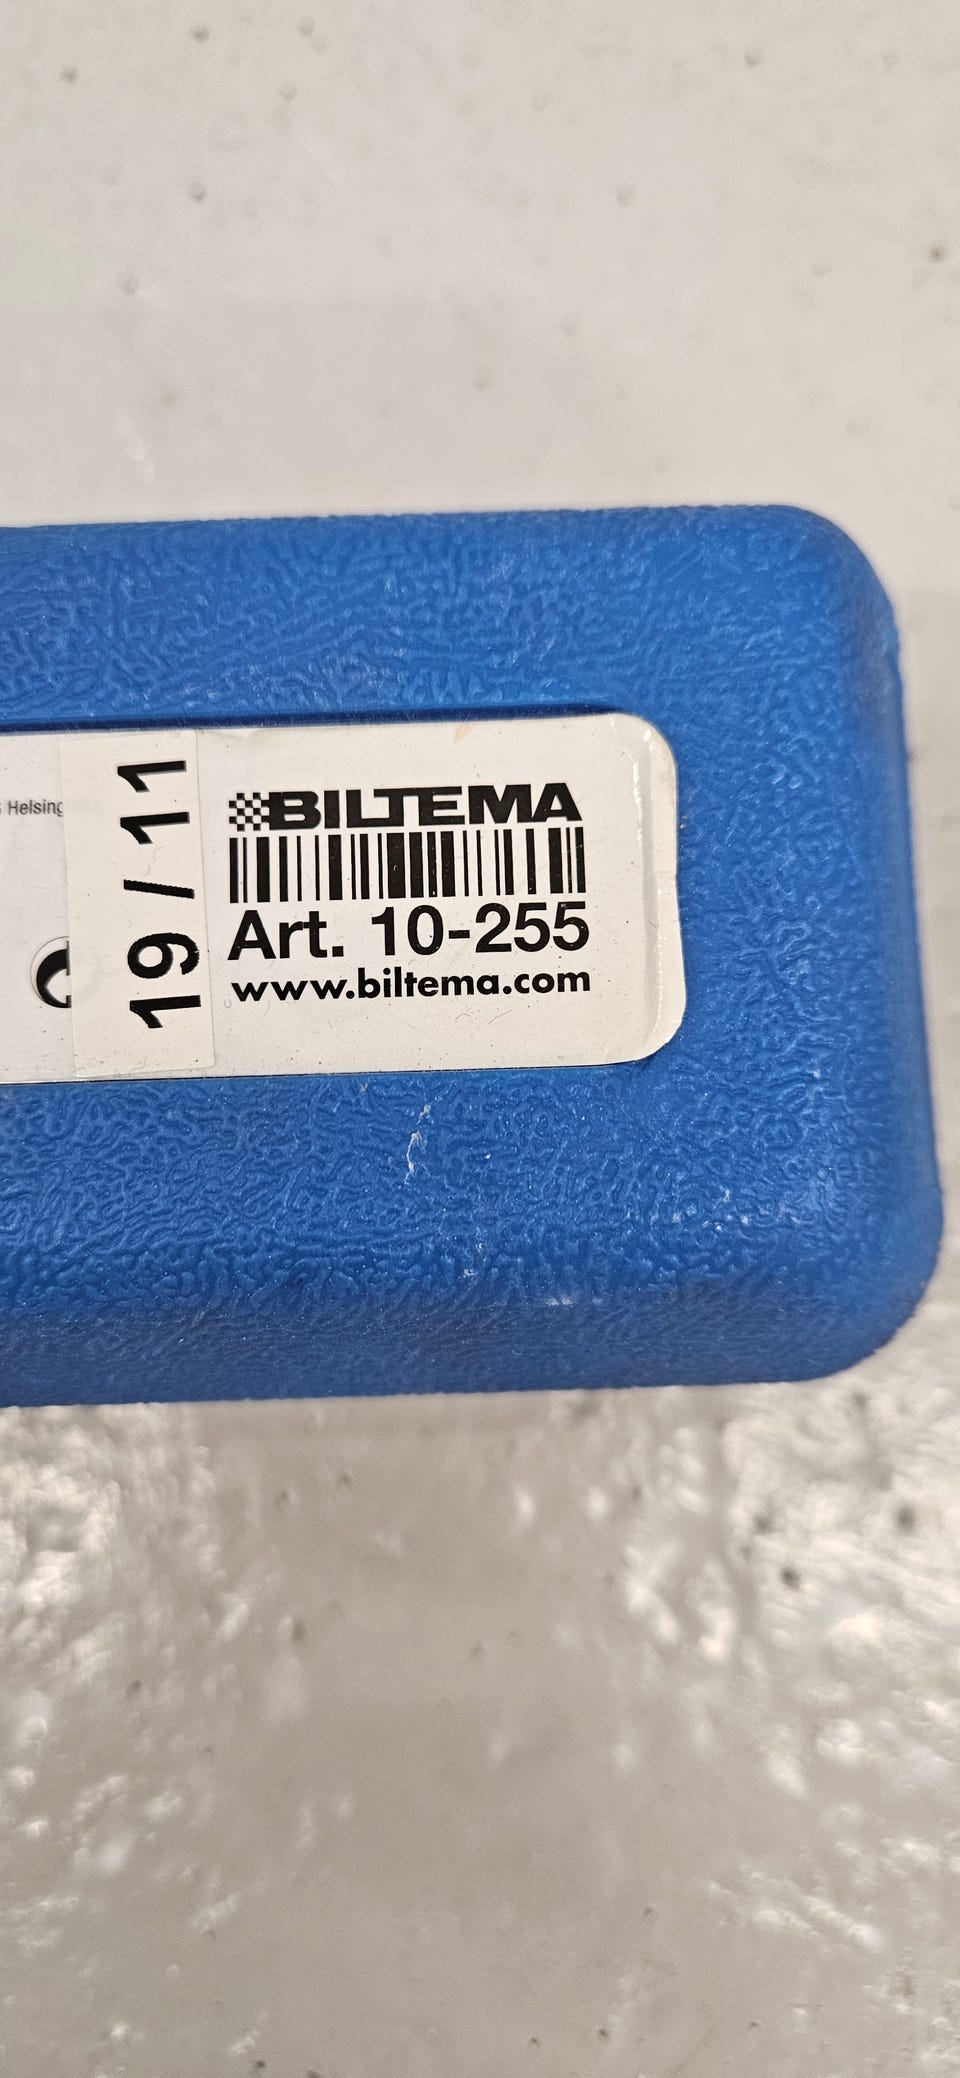 Helsing
19/11
BILTEMA
Art. 10-255
www.biltema.com